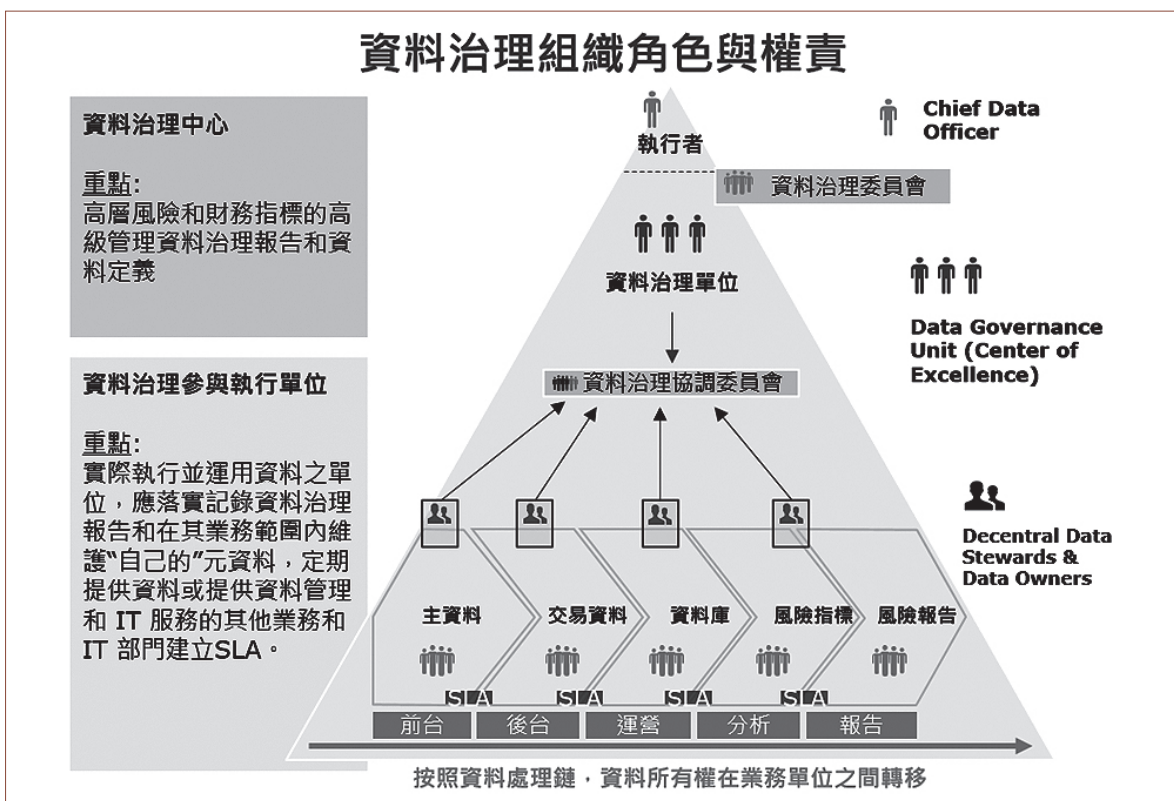 資料治理組織角色與權責
資料治理中心
重點:
高層風險和財務指標的高
級管理資料治理報告和資
料定義
資料治理參與執行單位
重點:
實際執行並運用資料之單
位，應落實記錄資料治理
報告和在其業務範圍內維
護“自己的”元資料，定期
提供資料或提供資料管理
和 IT 服務的其他業務和
IT 部門建立SLA。
執行者
資料治理委員會
資料治理單位
資料治理協調委員會
主資料
交易資料
資料庫
風險指標
風險報告
SLA
SLA
SLA
SLA
前台
後台
運營
分析
報告
按照資料處理鏈，資料所有權在業務單位之間轉移
Chief Data
Officer
Data Governance
Unit (Center of
Excellence)
Decentral Data
Stewards &
Data Owners